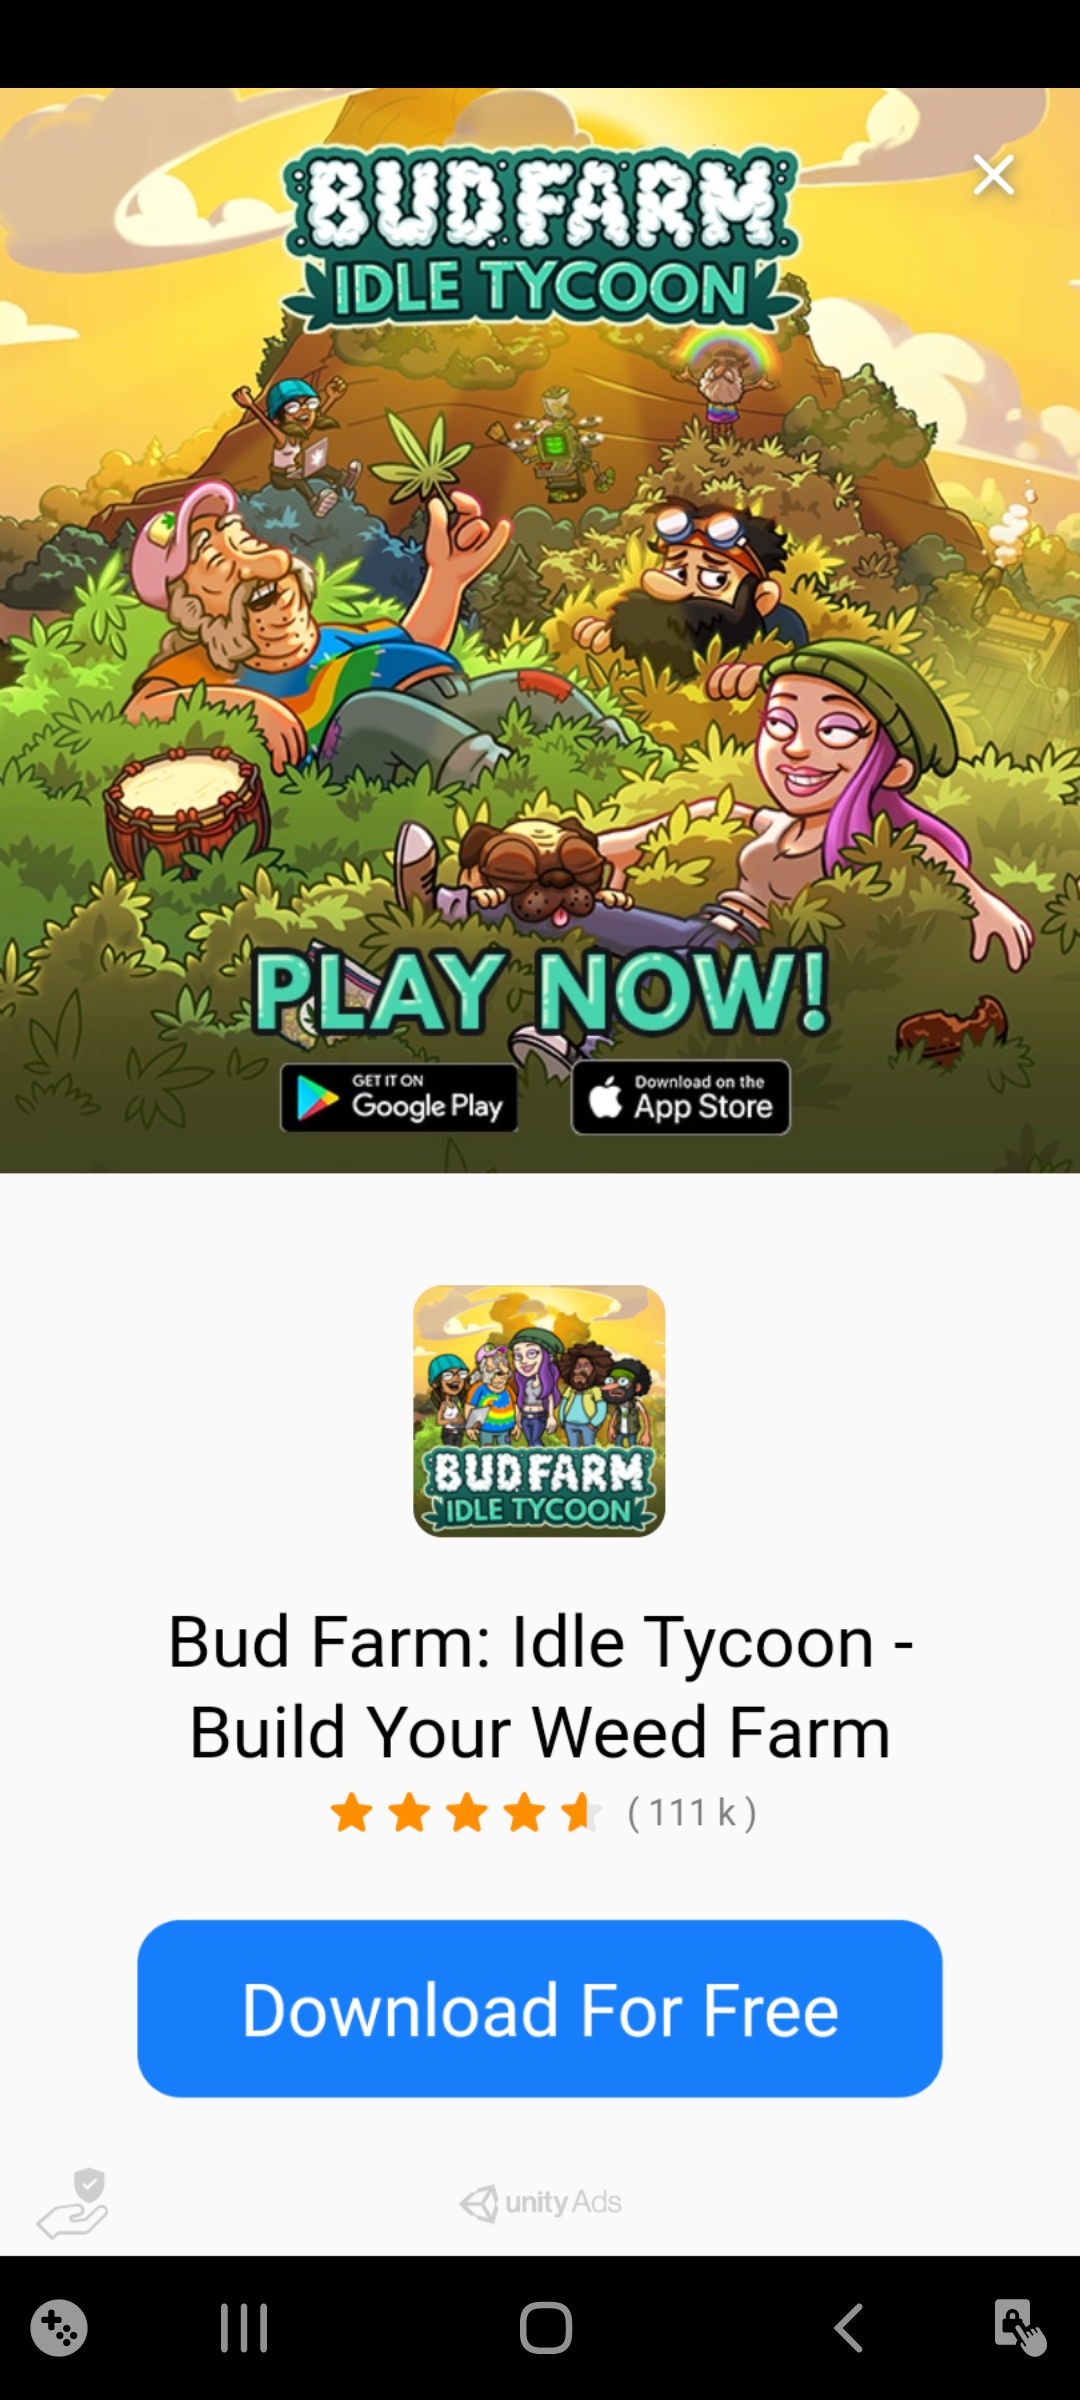 BUD FARM
IDLE TYCOON
PLAY NOW!
GET IT ON
Google Play
Download on the
App Store
BUD FARM
IDLE TYCOON
Bud Farm: Idle Tycoon -
Build Your Weed Farm
( 111 k )
Download For Free
unity Ads